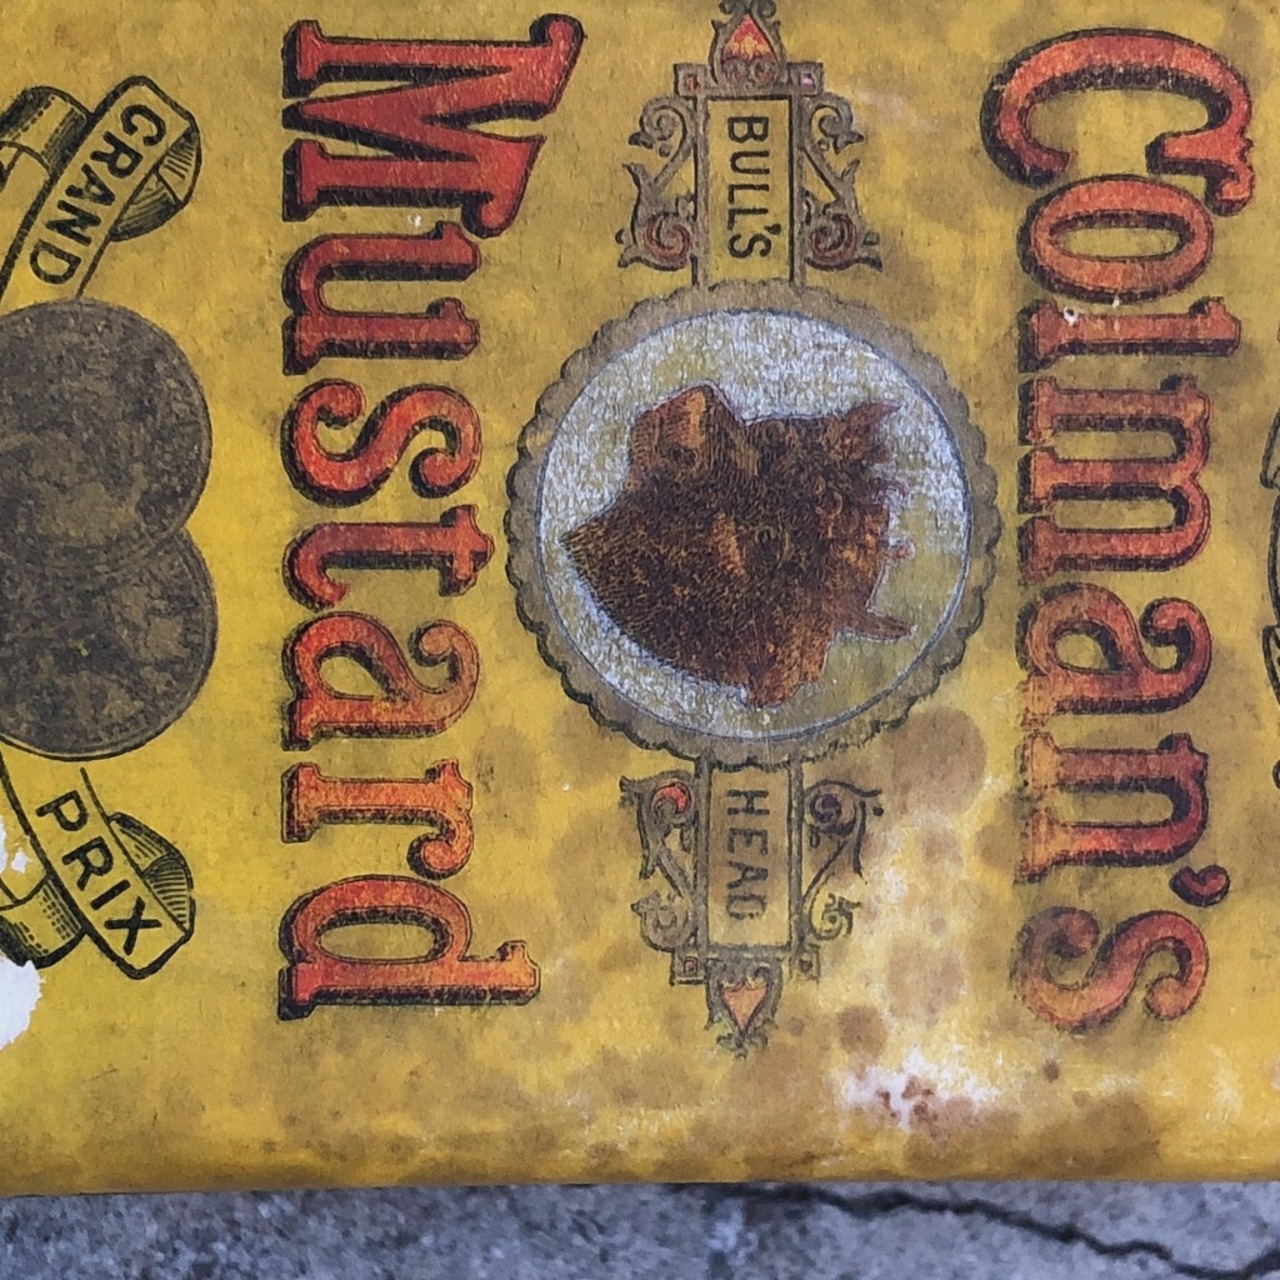 Colman's
BULL'S HEAD
Mustard
GRAND PRIX